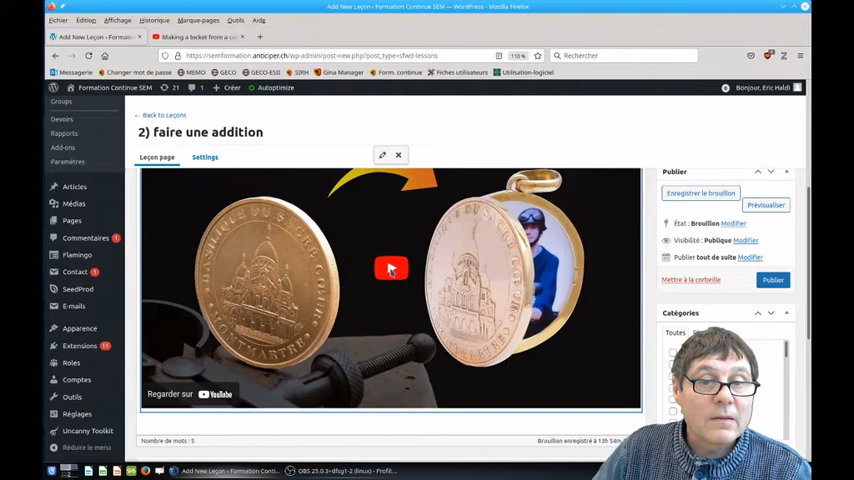 Add New Leçon ‹ Formation Continue SEM — WordPress - Mozilla Firefox
Fichier Édition Affichage Historique Marque-pages Outils Aide
Add New Leçon ‹ Formatio
Making a locket from a c
https://semformation.anticiper.ch/wp-admin/post-new.php?post_type=sfwd-lessons
110 %
Rechercher
Messagerie Changer mot de passe MEMO GECO GECO-ESII SIRH Gina Manager Form. continue Fiches utilisateurs Utilisation-logiciel
Formation Continue SEM 21 1 Créer Autoptimize Bonjour, Eric Haldi
Groups
Devoirs
Rapports
Add-ons
Paramètres
Articles
Médias
Pages
Commentaires 1
Flamingo
Contact 1
SeedProd
E-mails
Apparence
Extensions 11
Roles
Comptes
Outils
Réglages
Uncanny Toolkit
Réduire le menu
← Back to Leçons
2) faire une addition
Leçon page Settings
BASILIQUE DU SACRÉ CŒUR
MONTMARTRE
Regarder sur YouTube
Nombre de mots : 5
Brouillon enregistré à 13h 54m
Publier
Enregistrer le brouillon
Prévisualiser
État : Brouillon Modifier
Visibilité : Publique Modifier
Publier tout de suite Modifier
Mettre à la corbeille
Publier
Catégories
Toutes
Add New Leçon ‹ Formation Conti...
OBS 25.0.3+dfsg1-2 (linux) - Profil...